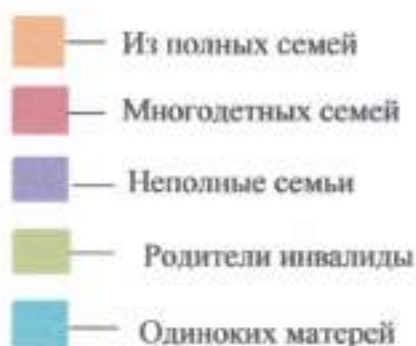 Из полных семей
Многодетных семей
Неполные семьи
Родители инвалиды
Одиноких матерей